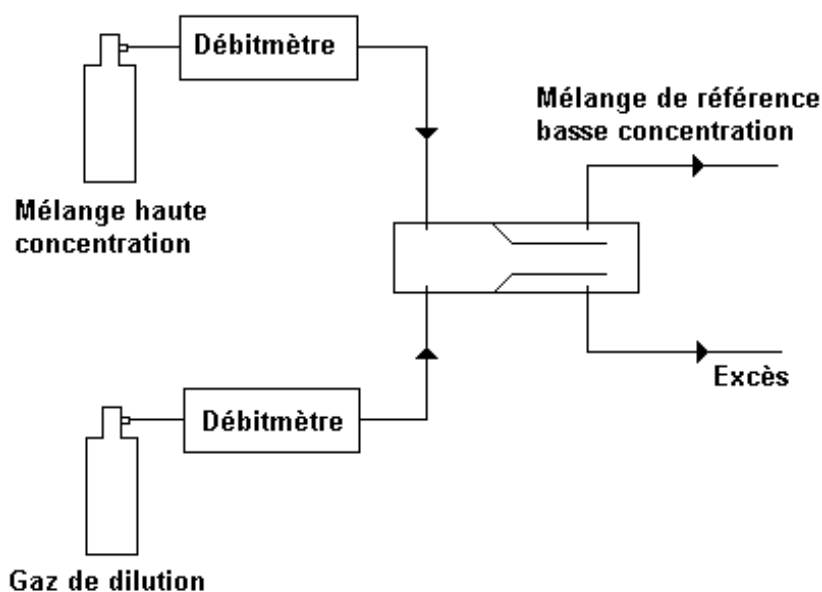 Débitmètre
Mélange de référence
basse concentration
Mélange haute
concentration
Excès
Débitmètre
Gaz de dilution